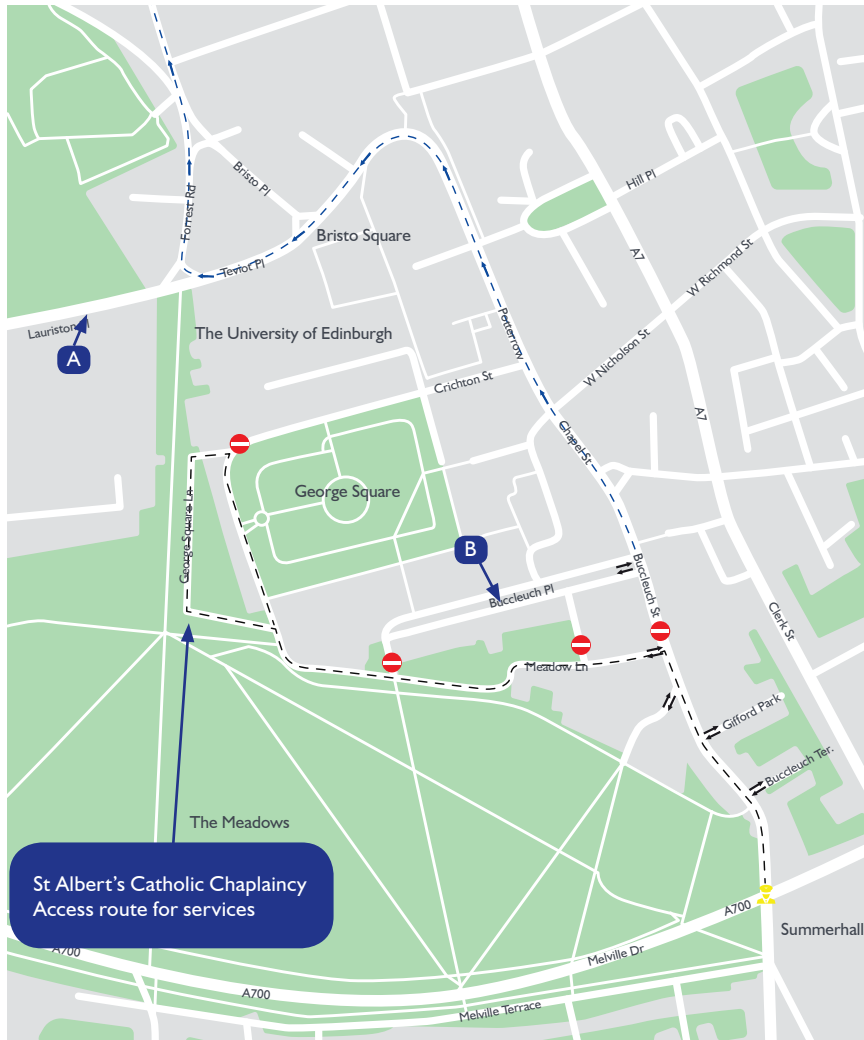 Bristo Pl
Hill Pl
Forrest Rd
Bristo Square
A7
W Richmond St
Teviot Pl
Lauriston Pl
The University of Edinburgh
Potterrow
A
W Nicholson St
Crichton St
A7
Chapel St
George Square
George Square Ln
B
Buccleuch St
Buccleuch Pl
Clerk St
Meadow Ln
Gifford Park
Buccleuch Ter.
The Meadows
St Albert's Catholic Chaplaincy
Access route for services
A700
Summerhall
A700
Melville Dr
A700
Melville Terrace